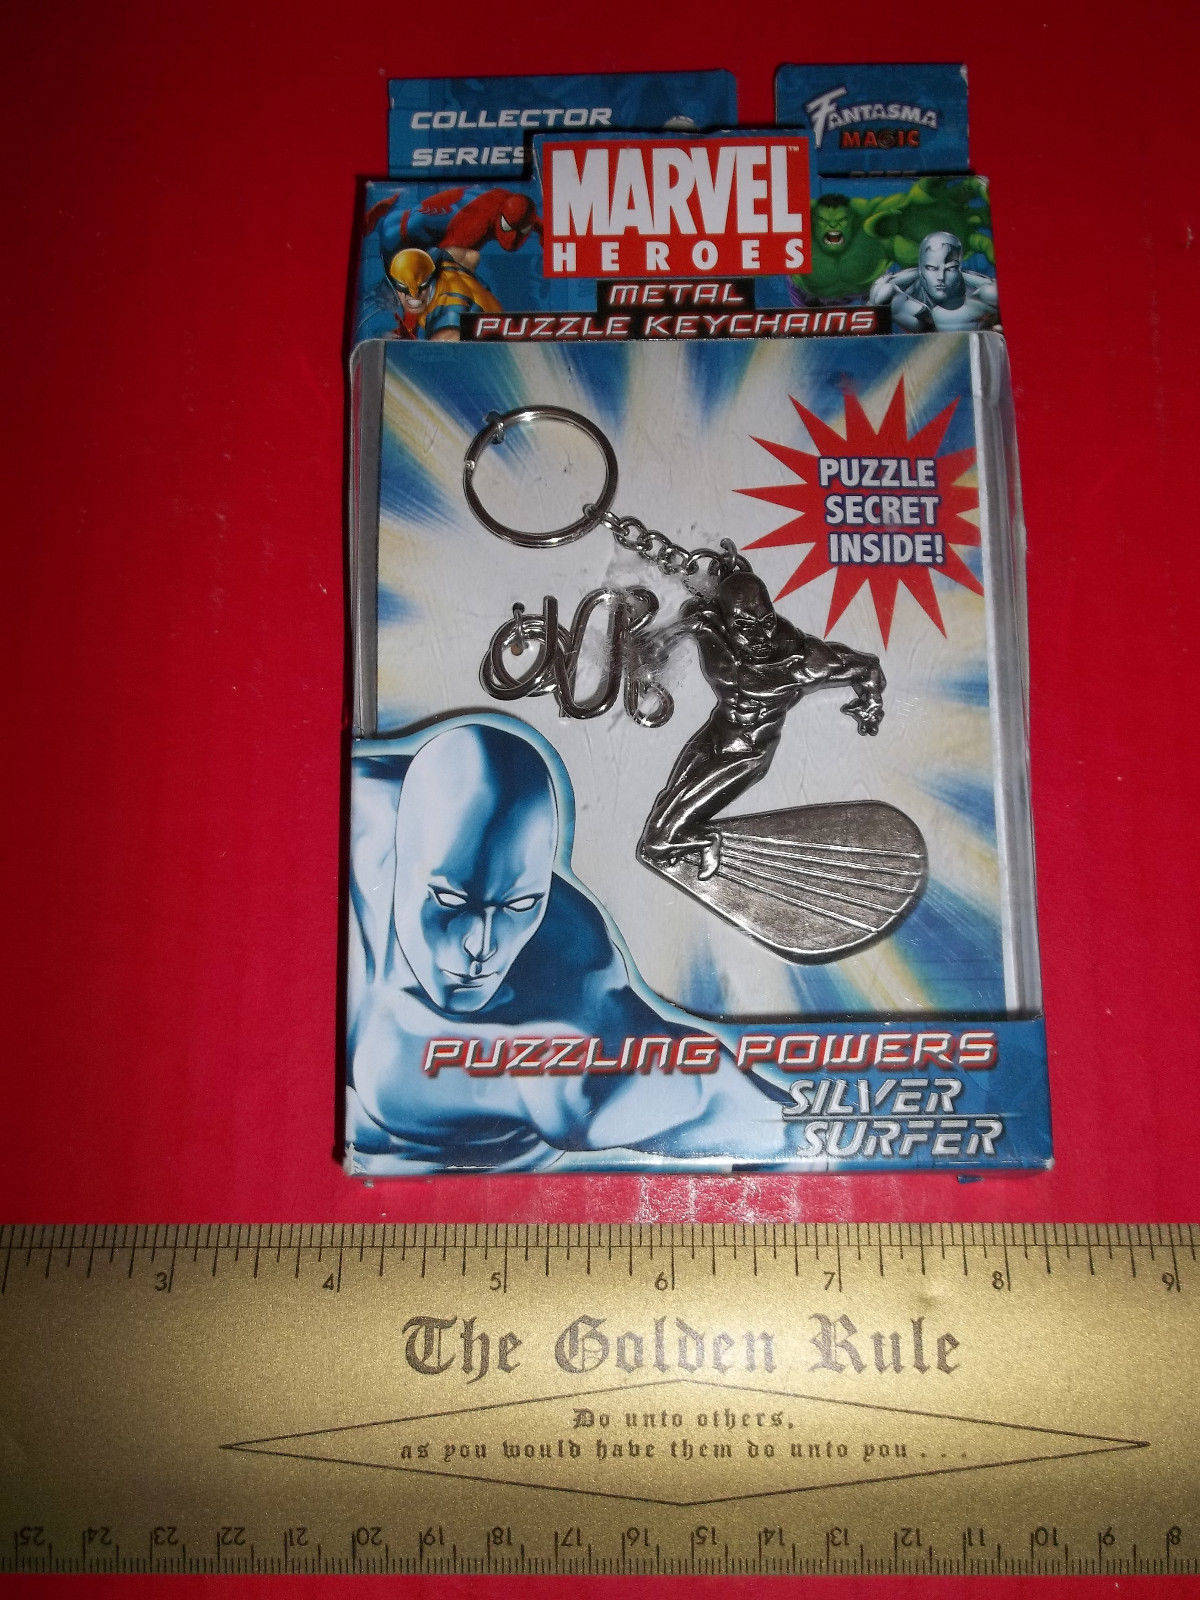 COLLECTOR
SERIES
FANTASMA
MAGIC
MARVEL™
HEROES
METAL
PUZZLE KEYCHAINS
PUZZLE
SECRET
INSIDE!
PUZZLING POWERS
SILVER
SURFER
3 4 5 6 7 8 9
The Golden Rule
Do unto others,
as you would have them do unto you . . .
25 24 23 22 21 20 19 18 17 16 15 14 13 12 11 10 9 8